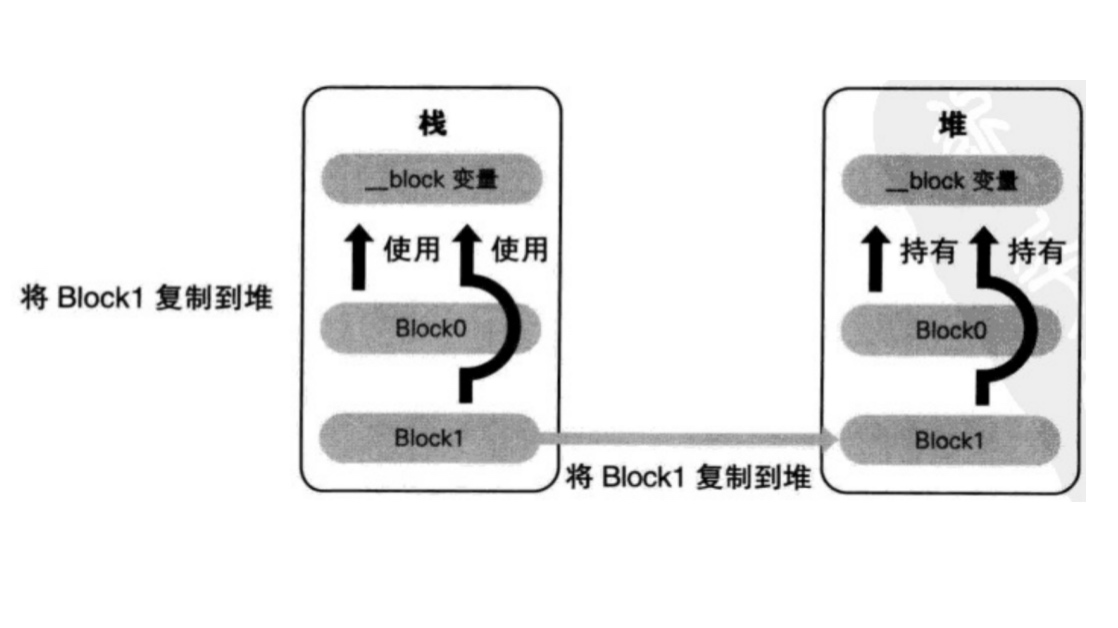 栈
__block 变量
使用
使用
将 Block1 复制到堆
Block0
Block1
将 Block1 复制到堆
堆
__block 变量
持有
持有
Block0
Block1